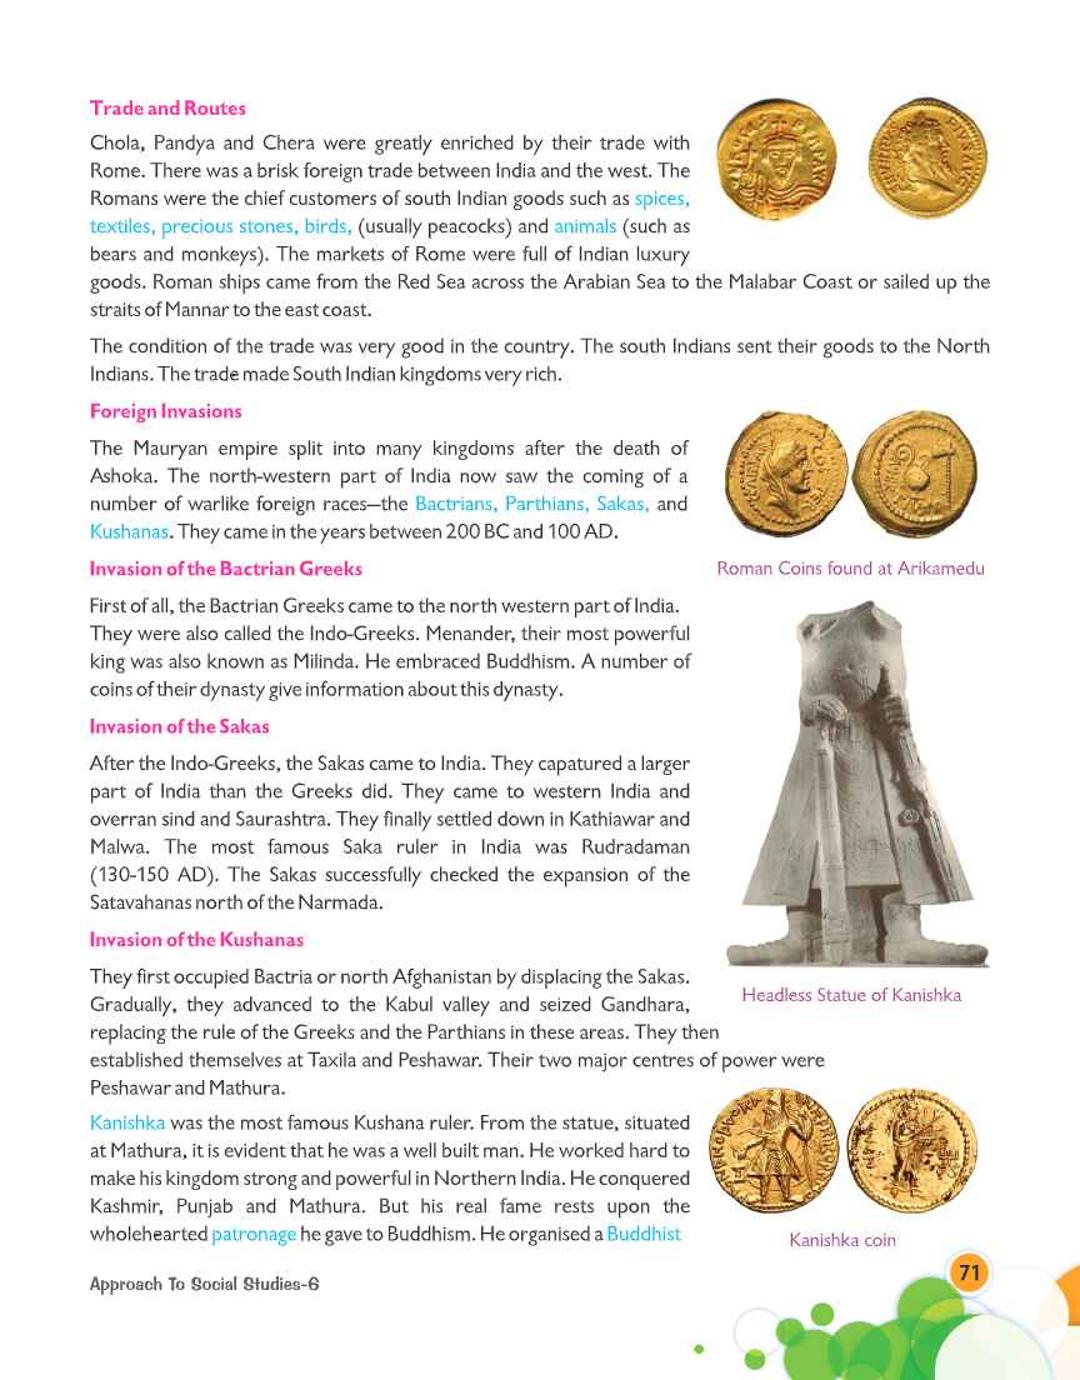 Trade and Routes
Chola, Pandya and Chera were greatly enriched by their trade with
Rome. There was a brisk foreign trade between India and the west. The
Romans were the chief customers of south Indian goods such as spices,
textiles, precious stones, birds, (usually peacocks) and animals (such as
bears and monkeys). The markets of Rome were full of Indian luxury
goods. Roman ships came from the Red Sea across the Arabian Sea to the Malabar Coast or sailed up the
straits of Mannar to the east coast.
The condition of the trade was very good in the country. The south Indians sent their goods to the North
Indians. The trade made South Indian kingdoms very rich.
Foreign Invasions
The Mauryan empire split into many kingdoms after the death of
Ashoka. The north-western part of India now saw the coming of a
number of warlike foreign races—the Bactrians, Parthians, Sakas, and
Kushanas. They came in the years between 200 BC and 100 AD.
Roman Coins found at Arikamedu
Invasion of the Bactrian Greeks
First of all, the Bactrian Greeks came to the north western part of India.
They were also called the Indo-Greeks. Menander, their most powerful
king was also known as Milinda. He embraced Buddhism. A number of
coins of their dynasty give information about this dynasty.
Invasion of the Sakas
After the Indo-Greeks, the Sakas came to India. They capatured a larger
part of India than the Greeks did. They came to western India and
overran sind and Saurashtra. They finally settled down in Kathiawar and
Malwa. The most famous Saka ruler in India was Rudradaman
(130-150 AD). The Sakas successfully checked the expansion of the
Satavahanas north of the Narmada.
Invasion of the Kushanas
They first occupied Bactria or north Afghanistan by displacing the Sakas.
Gradually, they advanced to the Kabul valley and seized Gandhara,
replacing the rule of the Greeks and the Parthians in these areas. They then
established themselves at Taxila and Peshawar. Their two major centres of power were
Peshawar and Mathura.
Headless Statue of Kanishka
Kanishka was the most famous Kushana ruler. From the statue, situated
at Mathura, it is evident that he was a well built man. He worked hard to
make his kingdom strong and powerful in Northern India. He conquered
Kashmir, Punjab and Mathura. But his real fame rests upon the
wholehearted patronage he gave to Buddhism. He organised a Buddhist
Kanishka coin
Approach To Social Studies-6
71